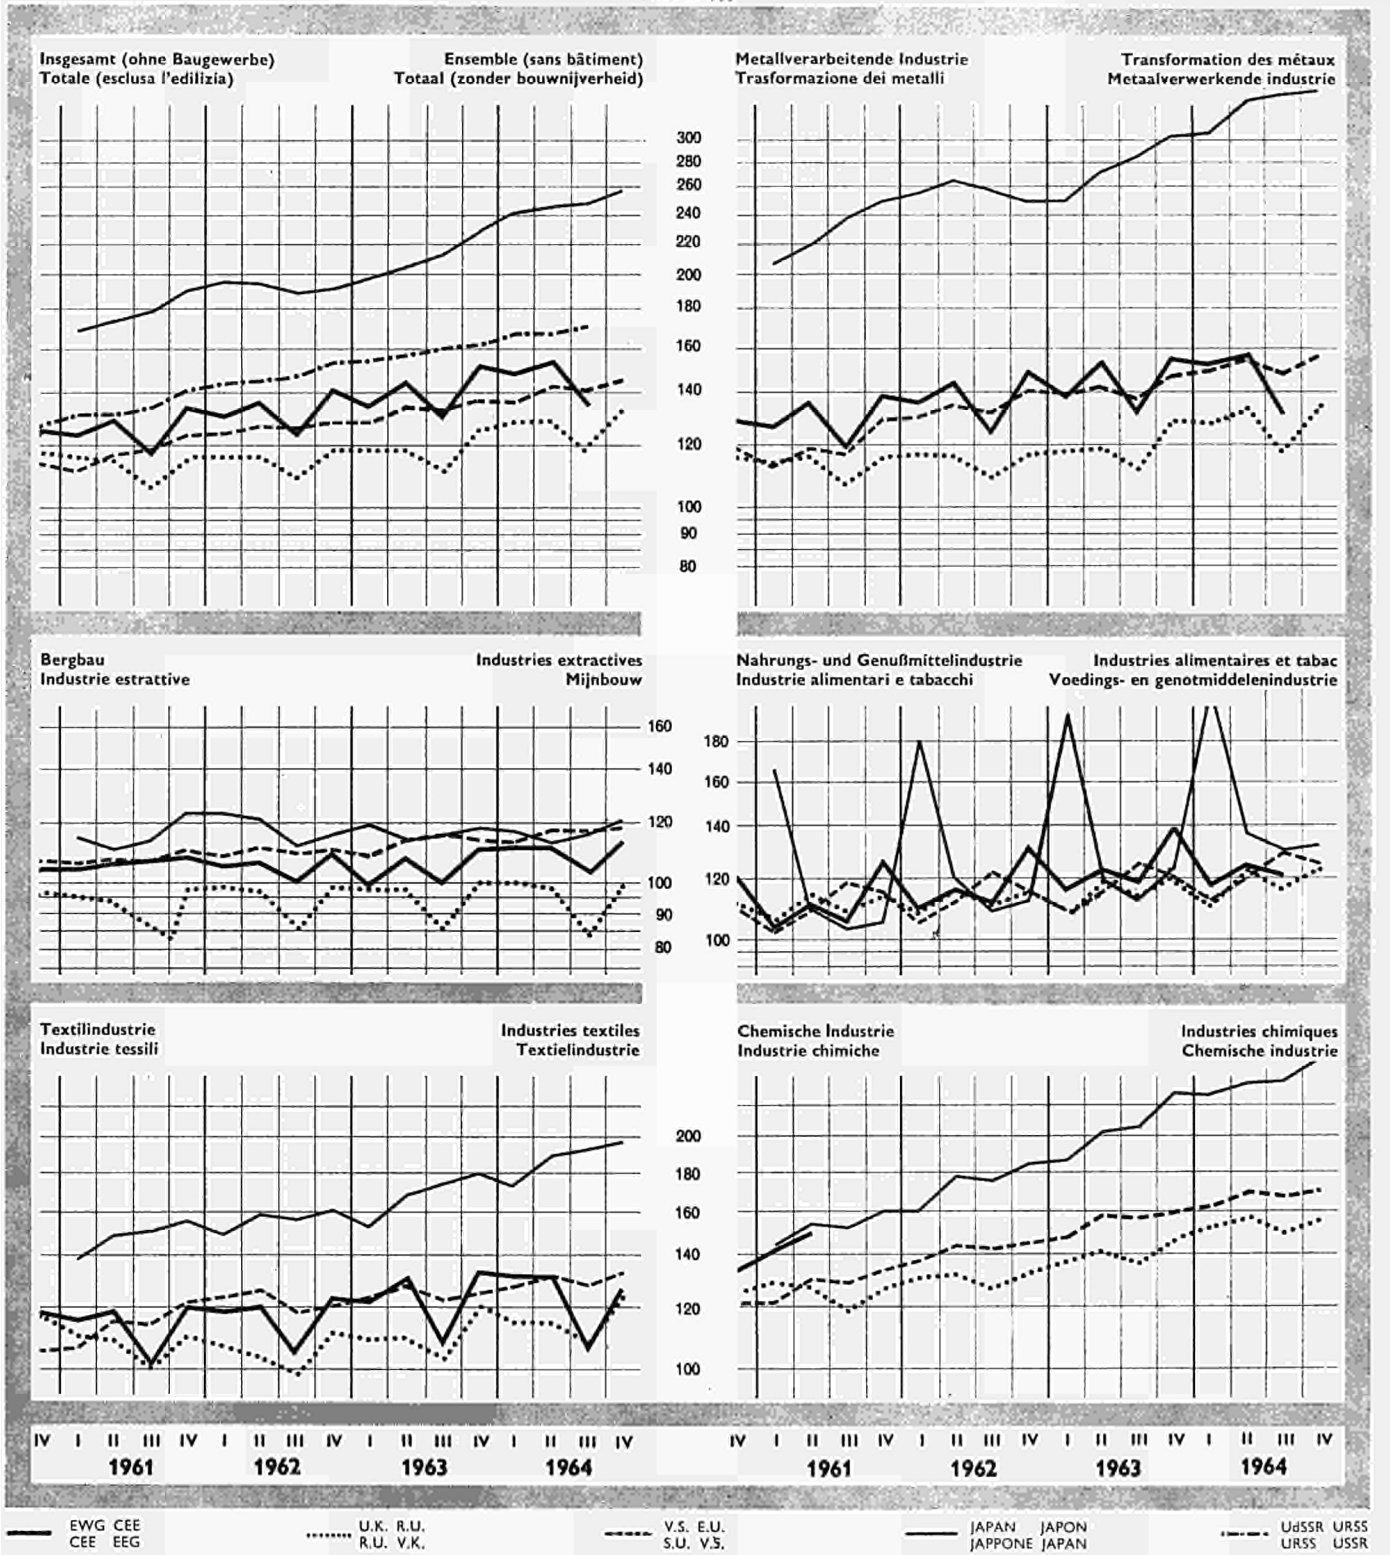 Insgesamt (ohne Baugewerbe) Ensemble (sans bâtiment)
Totale (esclusa l'edilizia) Totaal (zonder bouwnijverheid)
Metallverarbeitende Industrie Transformation des métaux
Trasformazione dei metalli Metaalverwerkende industrie
300
280
260
240
220
200
180
160
140
120
100
90
80
Bergbau Industries extractives
Industrie estrattive Mijnbouw
160
140
120
100
90
80
Nahrungs- und Genußmittelindustrie Industries alimentaires et tabac
Industrie alimentari e tabacchi Voedings- en genotmiddelenindustrie
180
160
140
120
100
Textilindustrie Industries textiles
Industrie tessili Textielindustrie
Chemische Industrie Industries chimiques
Industrie chimiche Chemische industrie
200
180
160
140
120
100
IV I II III IV I II III IV I II III IV I II III IV
1961 1962 1963 1964
IV I II III IV I II III IV I II III IV I II III IV
1961 1962 1963 1964
EWG CEE
CEE EEG
U.K. R.U.
R.U. V.K.
V.S. E.U.
S.U. V.S.
JAPAN JAPON
JAPPONE JAPAN
UdSSR URSS
URSS USSR